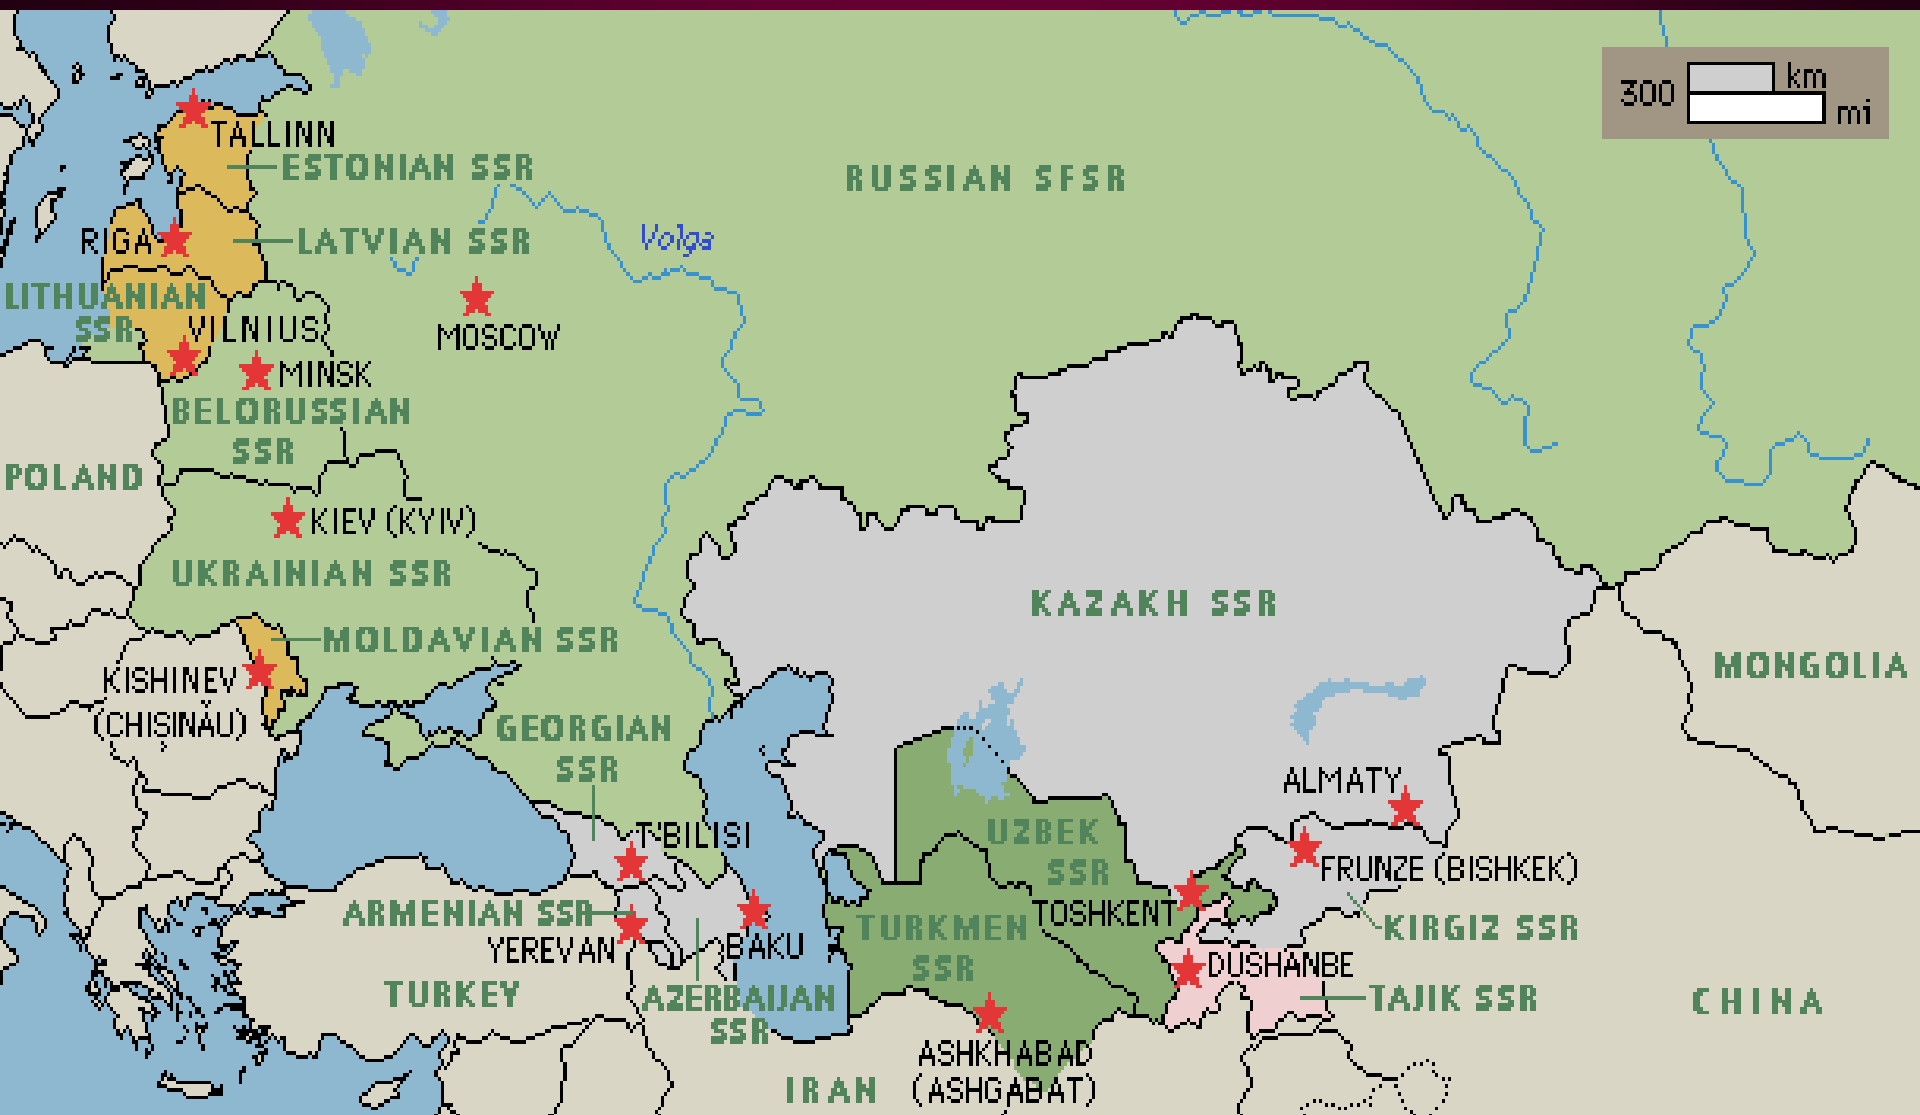 300
km
mi
TALLINN
ESTONIAN SSR
RUSSIAN SFSR
RIGA
LATVIAN SSR
Volga
LITHUANIAN
SSR
VILNIUS
MOSCOW
MINSK
BELORUSSIAN
SSR
POLAND
KIEV (KYIV)
UKRAINIAN SSR
KAZAKH SSR
MOLDAVIAN SSR
KISHINEV
(CHISINĂU)
MONGOLIA
GEORGIAN
SSR
ALMATY
T'BILISI
UZBEK
SSR
FRUNZE (BISHKEK)
ARMENIAN SSR
YEREVAN
BAKU
TURKMEN
SSR
TOSHKENT
KIRGIZ SSR
DUSHANBE
TURKEY
AZERBAIJAN
SSR
TAJIK SSR
CHINA
ASHKHABAD
(ASHGABAT)
IRAN